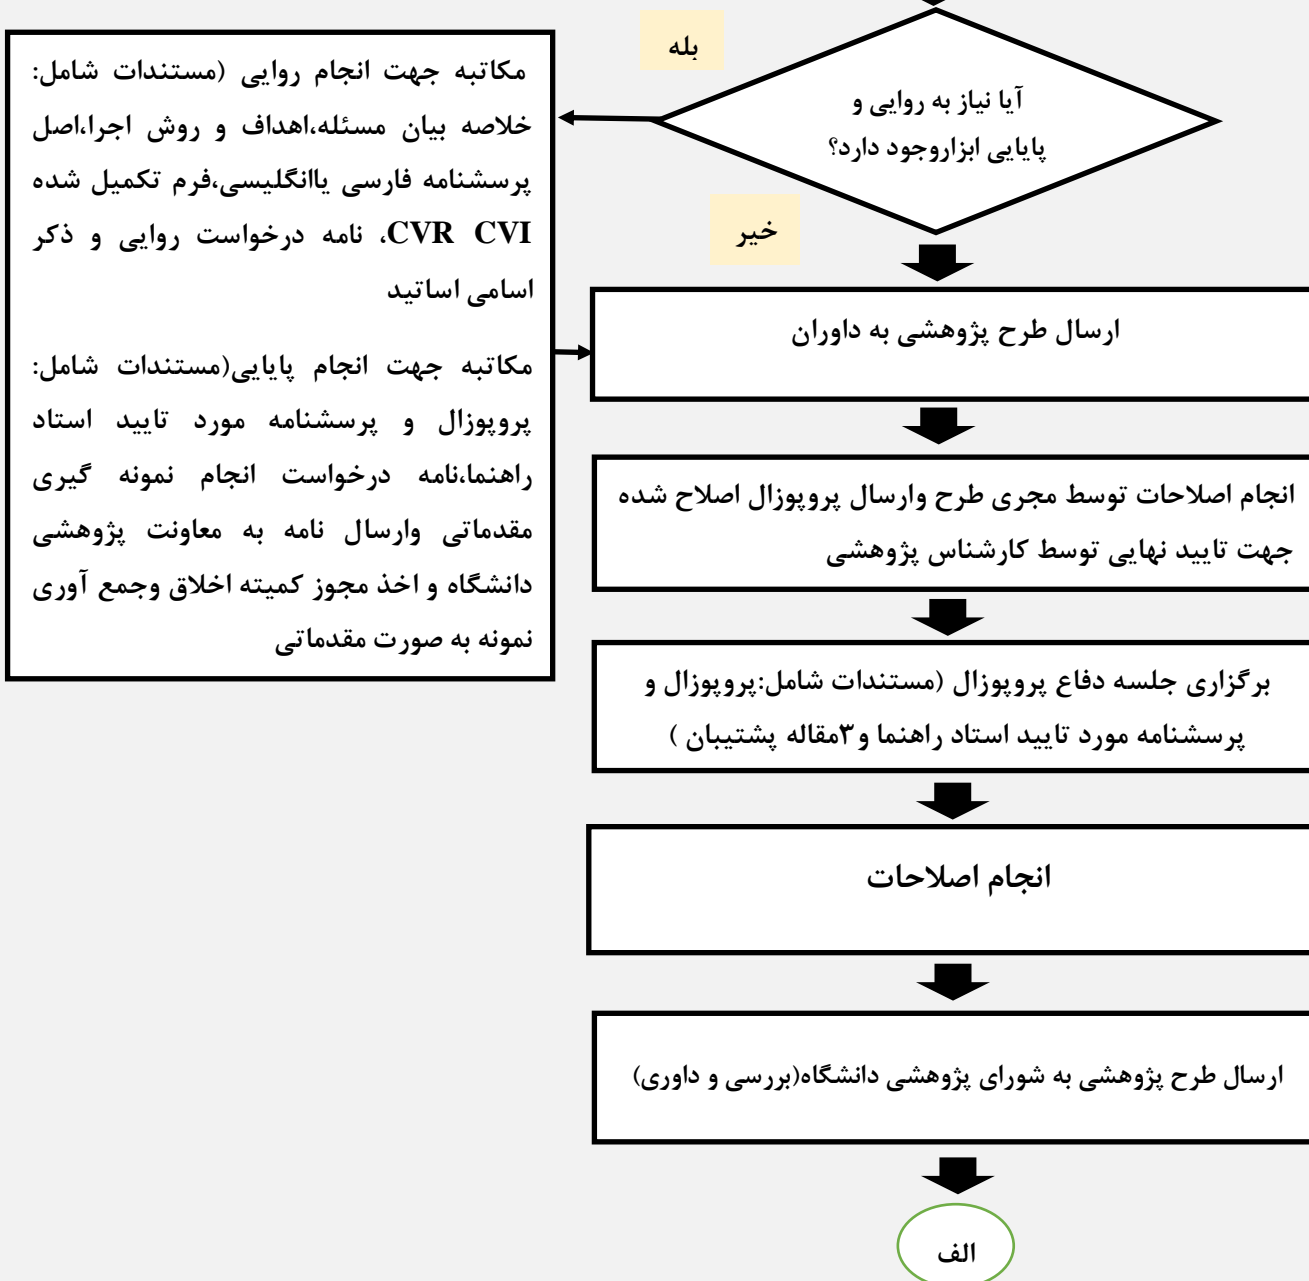 بله
آیا نیاز به روایی و
پایایی ابزاروجود دارد؟
خیر
مکاتبه جهت انجام روایی (مستندات شامل:
خلاصه بیان مسئله،اهداف و روش اجرا،اصل
پرسشنامه فارسی یاانگلیسی،فرم تکمیل شده
CVR CVI، نامه درخواست روایی و ذکر
اسامی اساتید
مکاتبه جهت انجام پایایی(مستندات شامل:
پروپوزال و پرسشنامه مورد تایید استاد
راهنما،نامه درخواست انجام نمونه گیری
مقدماتی وارسال نامه به معاونت پژوهشی
دانشگاه و اخذ مجوز کمیته اخلاق وجمع آوری
نمونه به صورت مقدماتی
ارسال طرح پژوهشی به داوران
انجام اصلاحات توسط مجری طرح وارسال پروپوزال اصلاح شده
جهت تایید نهایی توسط کارشناس پژوهشی
برگزاری جلسه دفاع پروپوزال (مستندات شامل:پروپوزال و
پرسشنامه مورد تایید استاد راهنما و۳مقاله پشتیبان )
انجام اصلاحات
ارسال طرح پژوهشی به شورای پژوهشی دانشگاه(بررسی و داوری)
الف